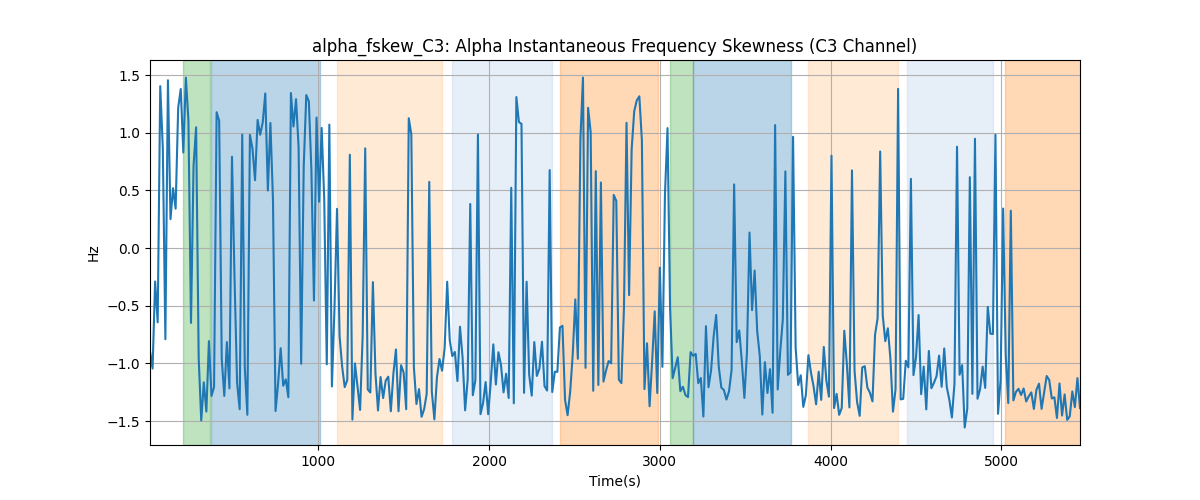 alpha_fskew_C3: Alpha Instantaneous Frequency Skewness (C3 Channel)
1.5
1.0
0.5
0.0
−0.5
−1.0
−1.5
Hz
1000 2000 3000 4000 5000
Time(s)